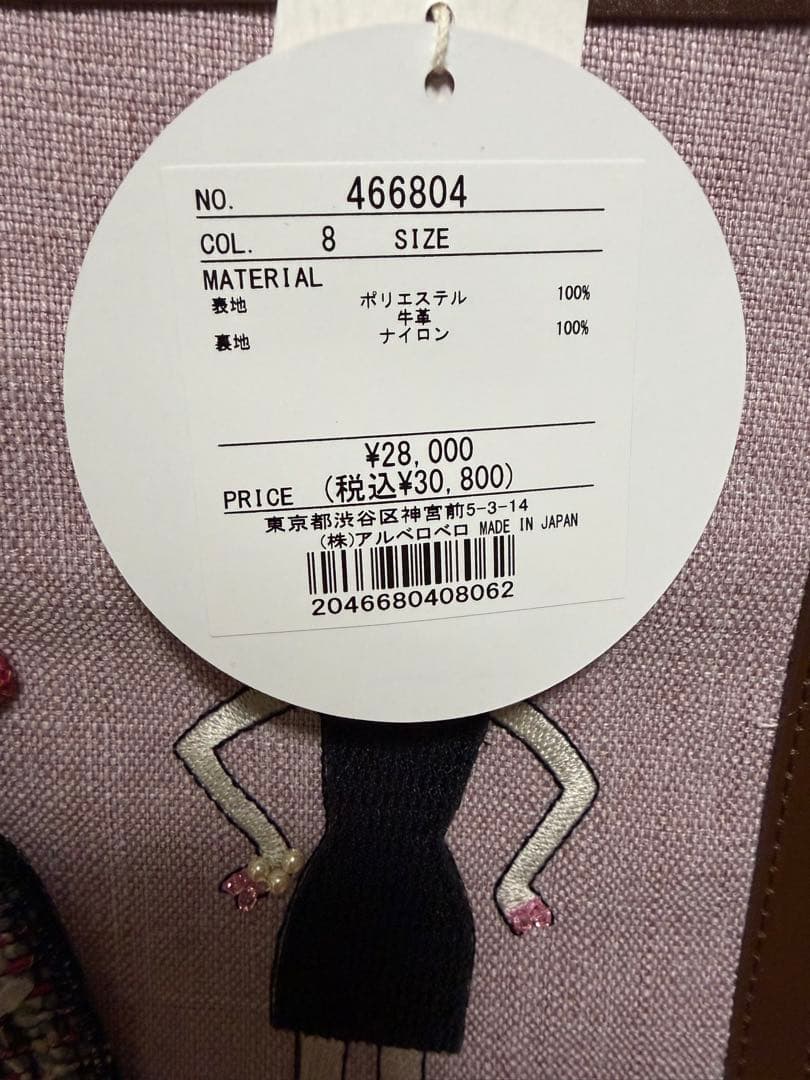 NO. 466804
COL. 8 SIZE
MATERIAL
表地 ポリエステル 100%
牛革
裏地 ナイロン 100%
¥28,000
PRICE (税込¥30,800)
東京都渋谷区神宮前5-3-14
(株)アルベロベロ MADE IN JAPAN
2046680408062